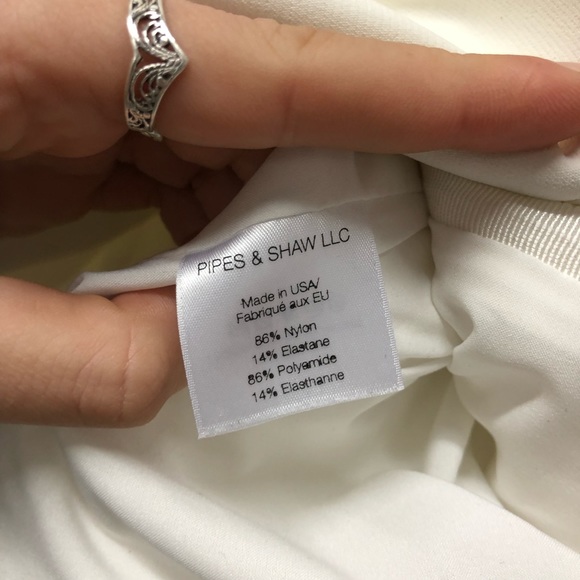 PIPES & SHAW LLC
Made in USA/
Fabriqué aux EU
86% Nylon
14% Elastane
86% Polyamide
14% Elasthanne